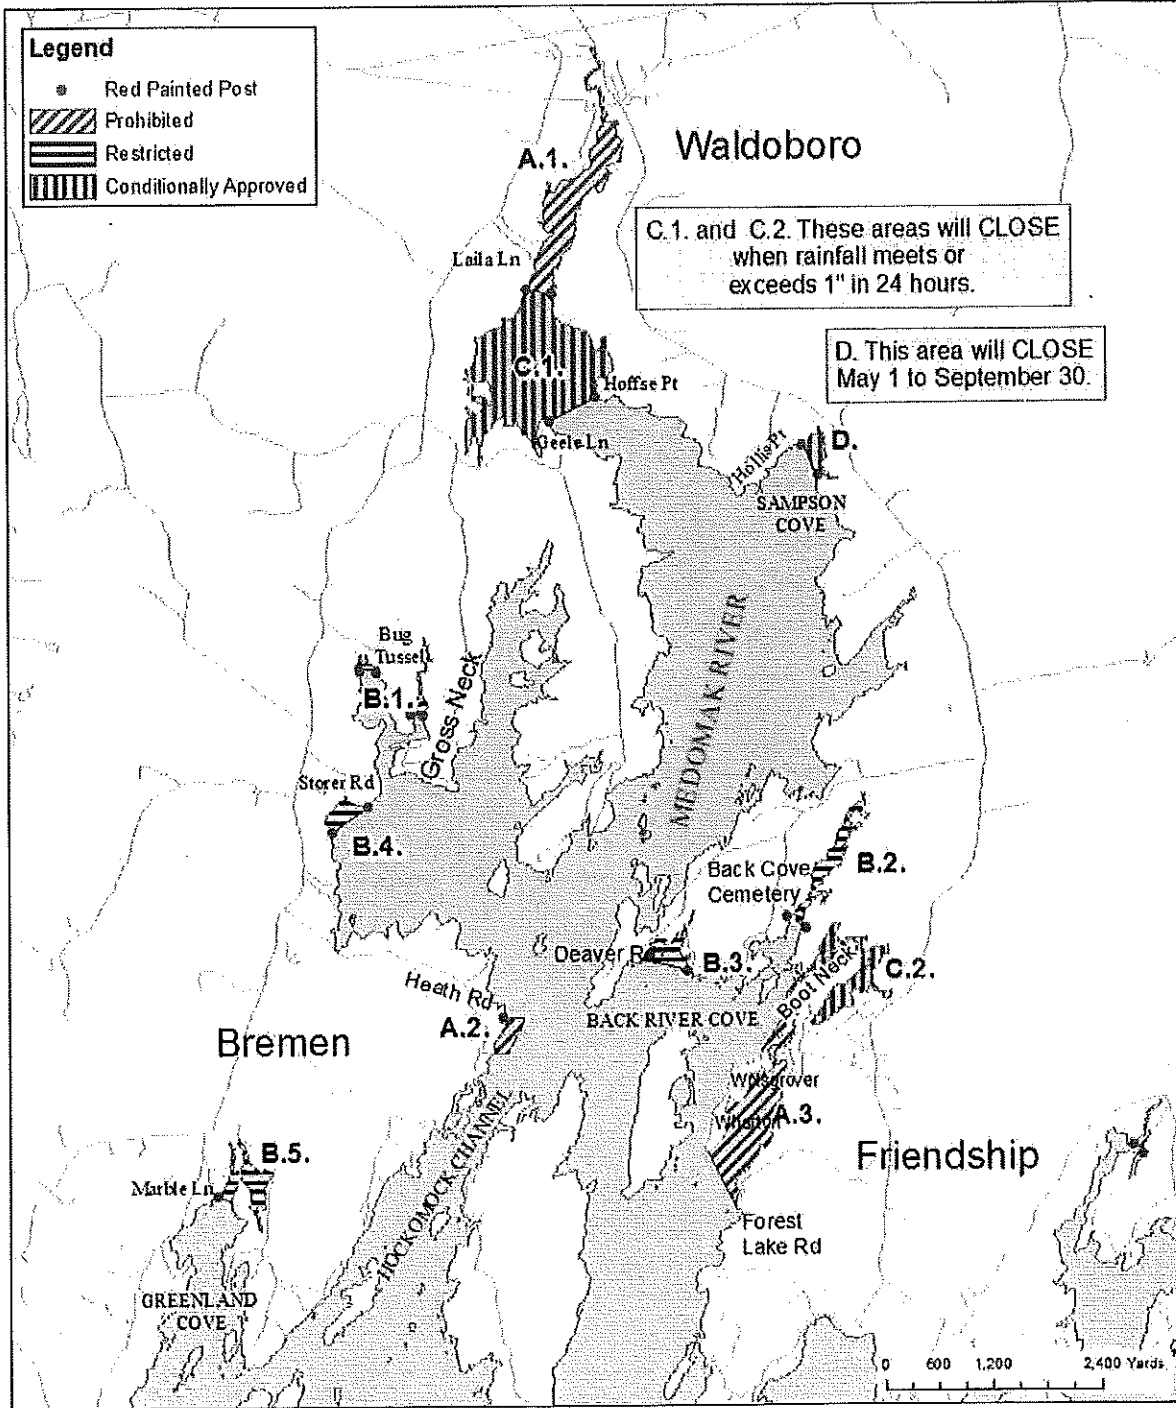 Legend
Red Painted Post
Prohibited
Restricted
Conditionally Approved
Waldoboro
A.1.
C.1. and C.2. These areas will CLOSE
when rainfall meets or
exceeds 1" in 24 hours.
Laila Ln
D. This area will CLOSE
May 1 to September 30.
C.1.
Hoffse Pt
Geele Ln
Hollis Pt
D.
SAMPSON
COVE
MEDOMAK RIVER
Bug
Tussel
B.1.
Gross Neck
Storer Rd
B.4.
Back Cove
Cemetery
B.2.
Deaver R
B.3.
Boot Neck
C.2.
Heath Rd
A.2.
BACK RIVER COVE
Bremen
A.3.
HOCKOMOCK CHANNEL
Friendship
B.5.
Marble Ln
Forest
Lake Rd
GREENLAND
COVE
0 600 1,200 2,400 Yards